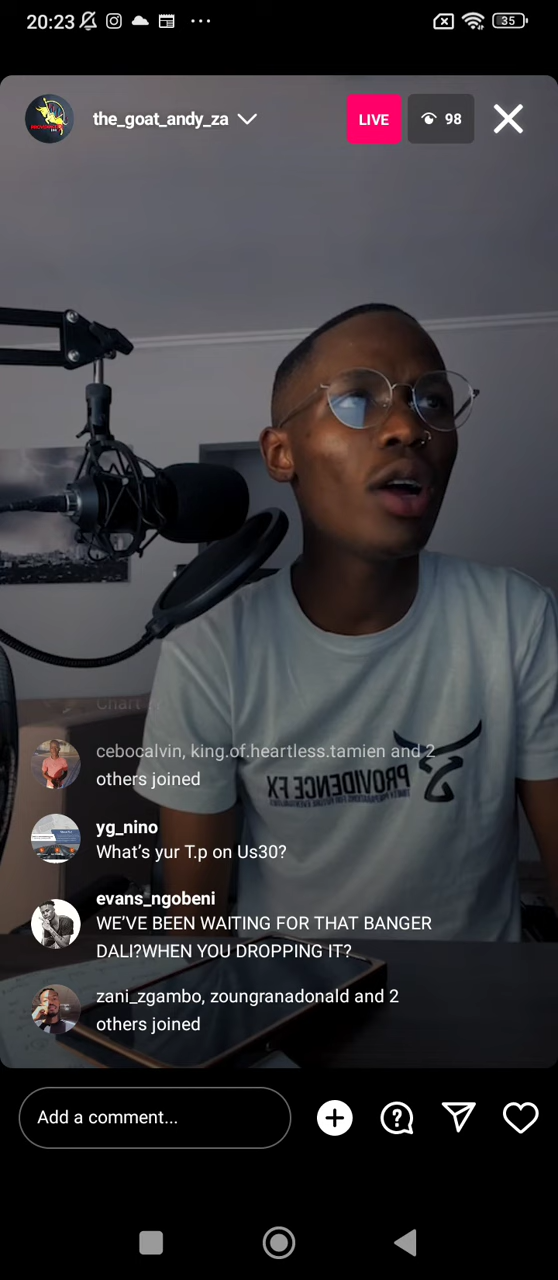 20:23
35
the_goat_andy_za
LIVE
98
cebocalvin, king.of.heartless.tamien and 2
others joined
PROVIDENCE FX
yg_nino
What's yur T.p on Us30?
evans_ngobeni
WE'VE BEEN WAITING FOR THAT BANGER
DALI?WHEN YOU DROPPING IT?
zani_zgambo, zoungranadonald and 2
others joined
Add a comment...